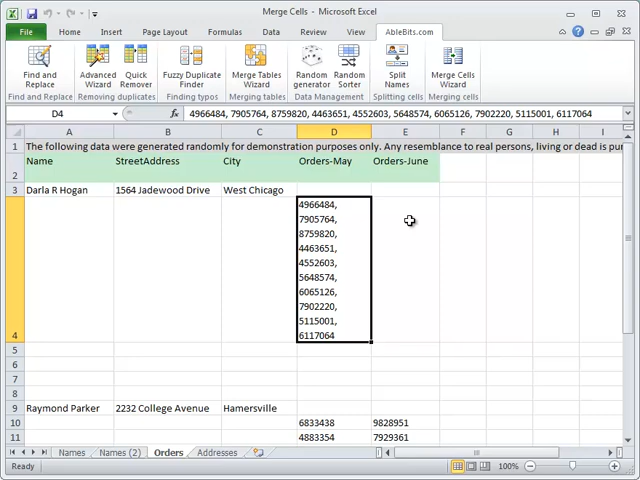 Merge Cells - Microsoft Excel
File Home Insert Page Layout Formulas Data Review View AbleBits.com
Find and Replace
Advanced Wizard
Quick Remover
Fuzzy Duplicate Finder
Merge Tables Wizard
Random generator
Random Sorter
Split Names
Merge Cells Wizard
Find and Replace Removing duplicates Finding typos Merging tables Data Management Splitting cells Merging cells
D4 fx 4966484, 7905764, 8759820, 4463651, 4552603, 5648574, 6065126, 7902220, 5115001, 6117064
A B C D E F G H I
1 The following data were generated randomly for demonstration purposes only. Any resemblance to real persons, living or dead is pur
Name StreetAddress City Orders-May Orders-June
2
3 Darla R Hogan 1564 Jadewood Drive West Chicago
4966484,
7905764,
8759820,
4463651,
4552603,
5648574,
6065126,
7902220,
5115001,
4 6117064
5
6
7
8
9 Raymond Parker 2232 College Avenue Hamersville
10 6833438 9828951
11 4883354 7929361
Names Names (2) Orders Addresses
Ready 100%